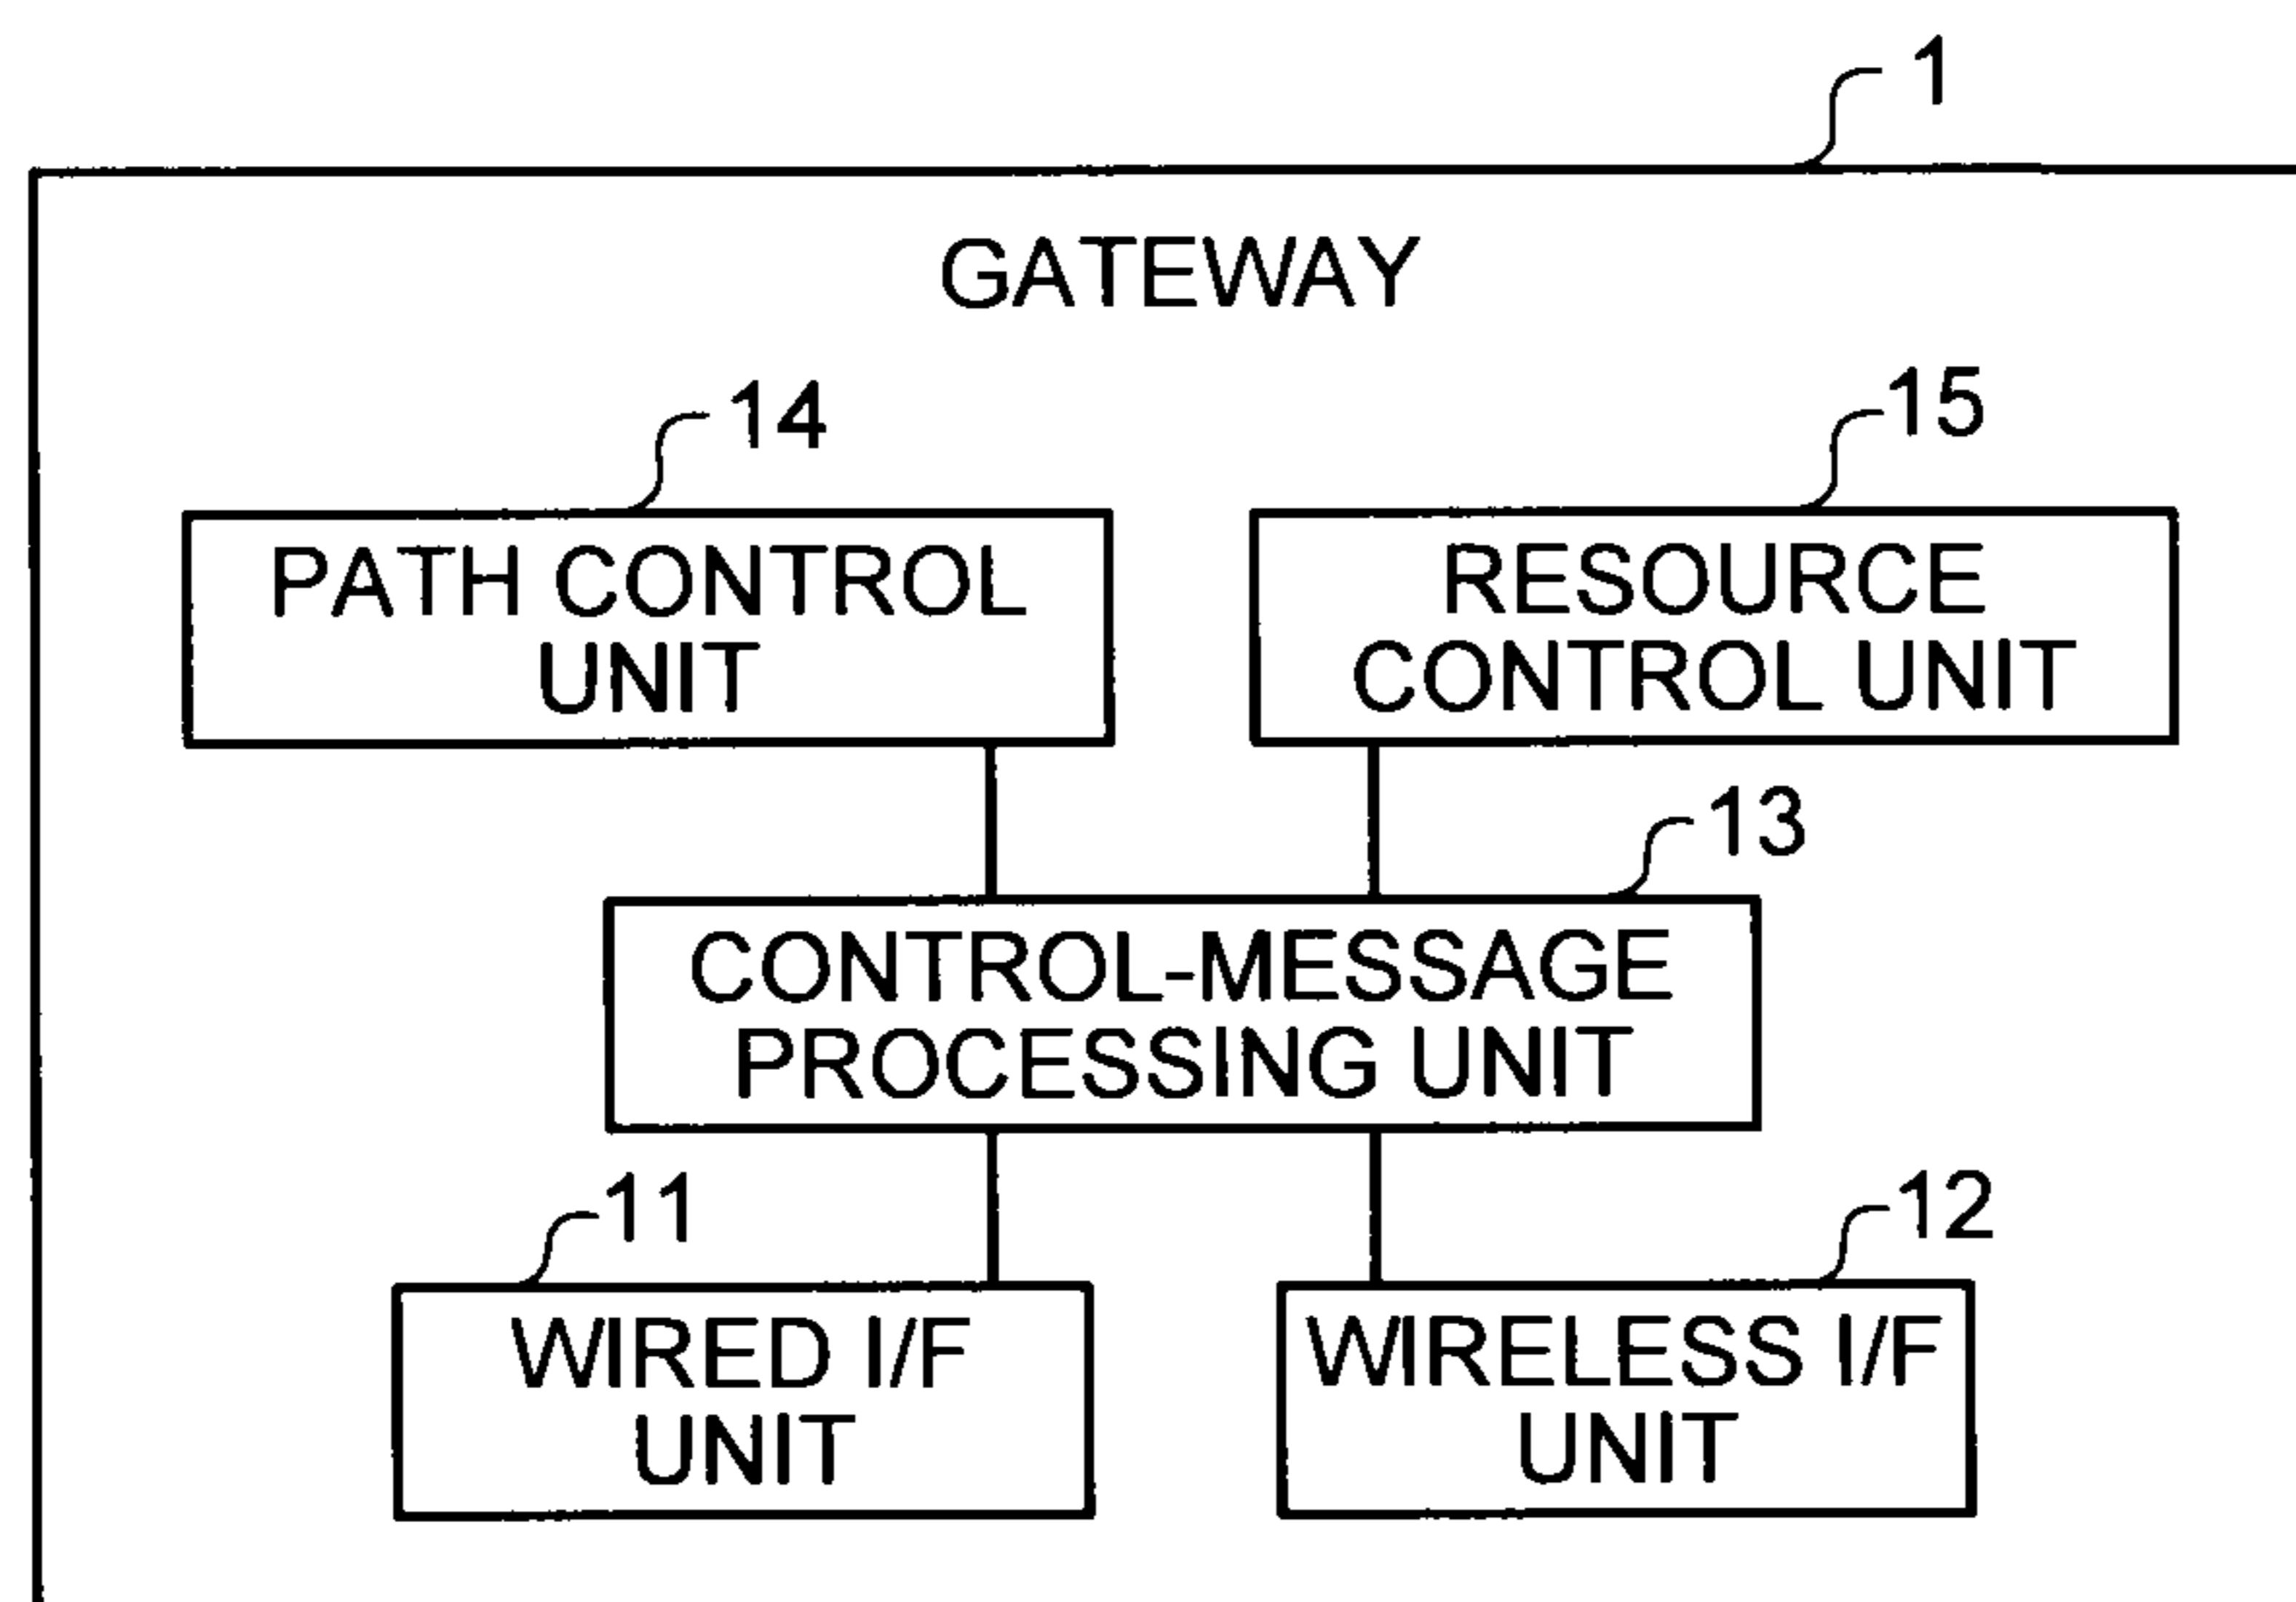 1
GATEWAY
14
15
PATH CONTROL
UNIT
RESOURCE
CONTROL UNIT
13
CONTROL-MESSAGE
PROCESSING UNIT
11
12
WIRED I/F
UNIT
WIRELESS I/F
UNIT